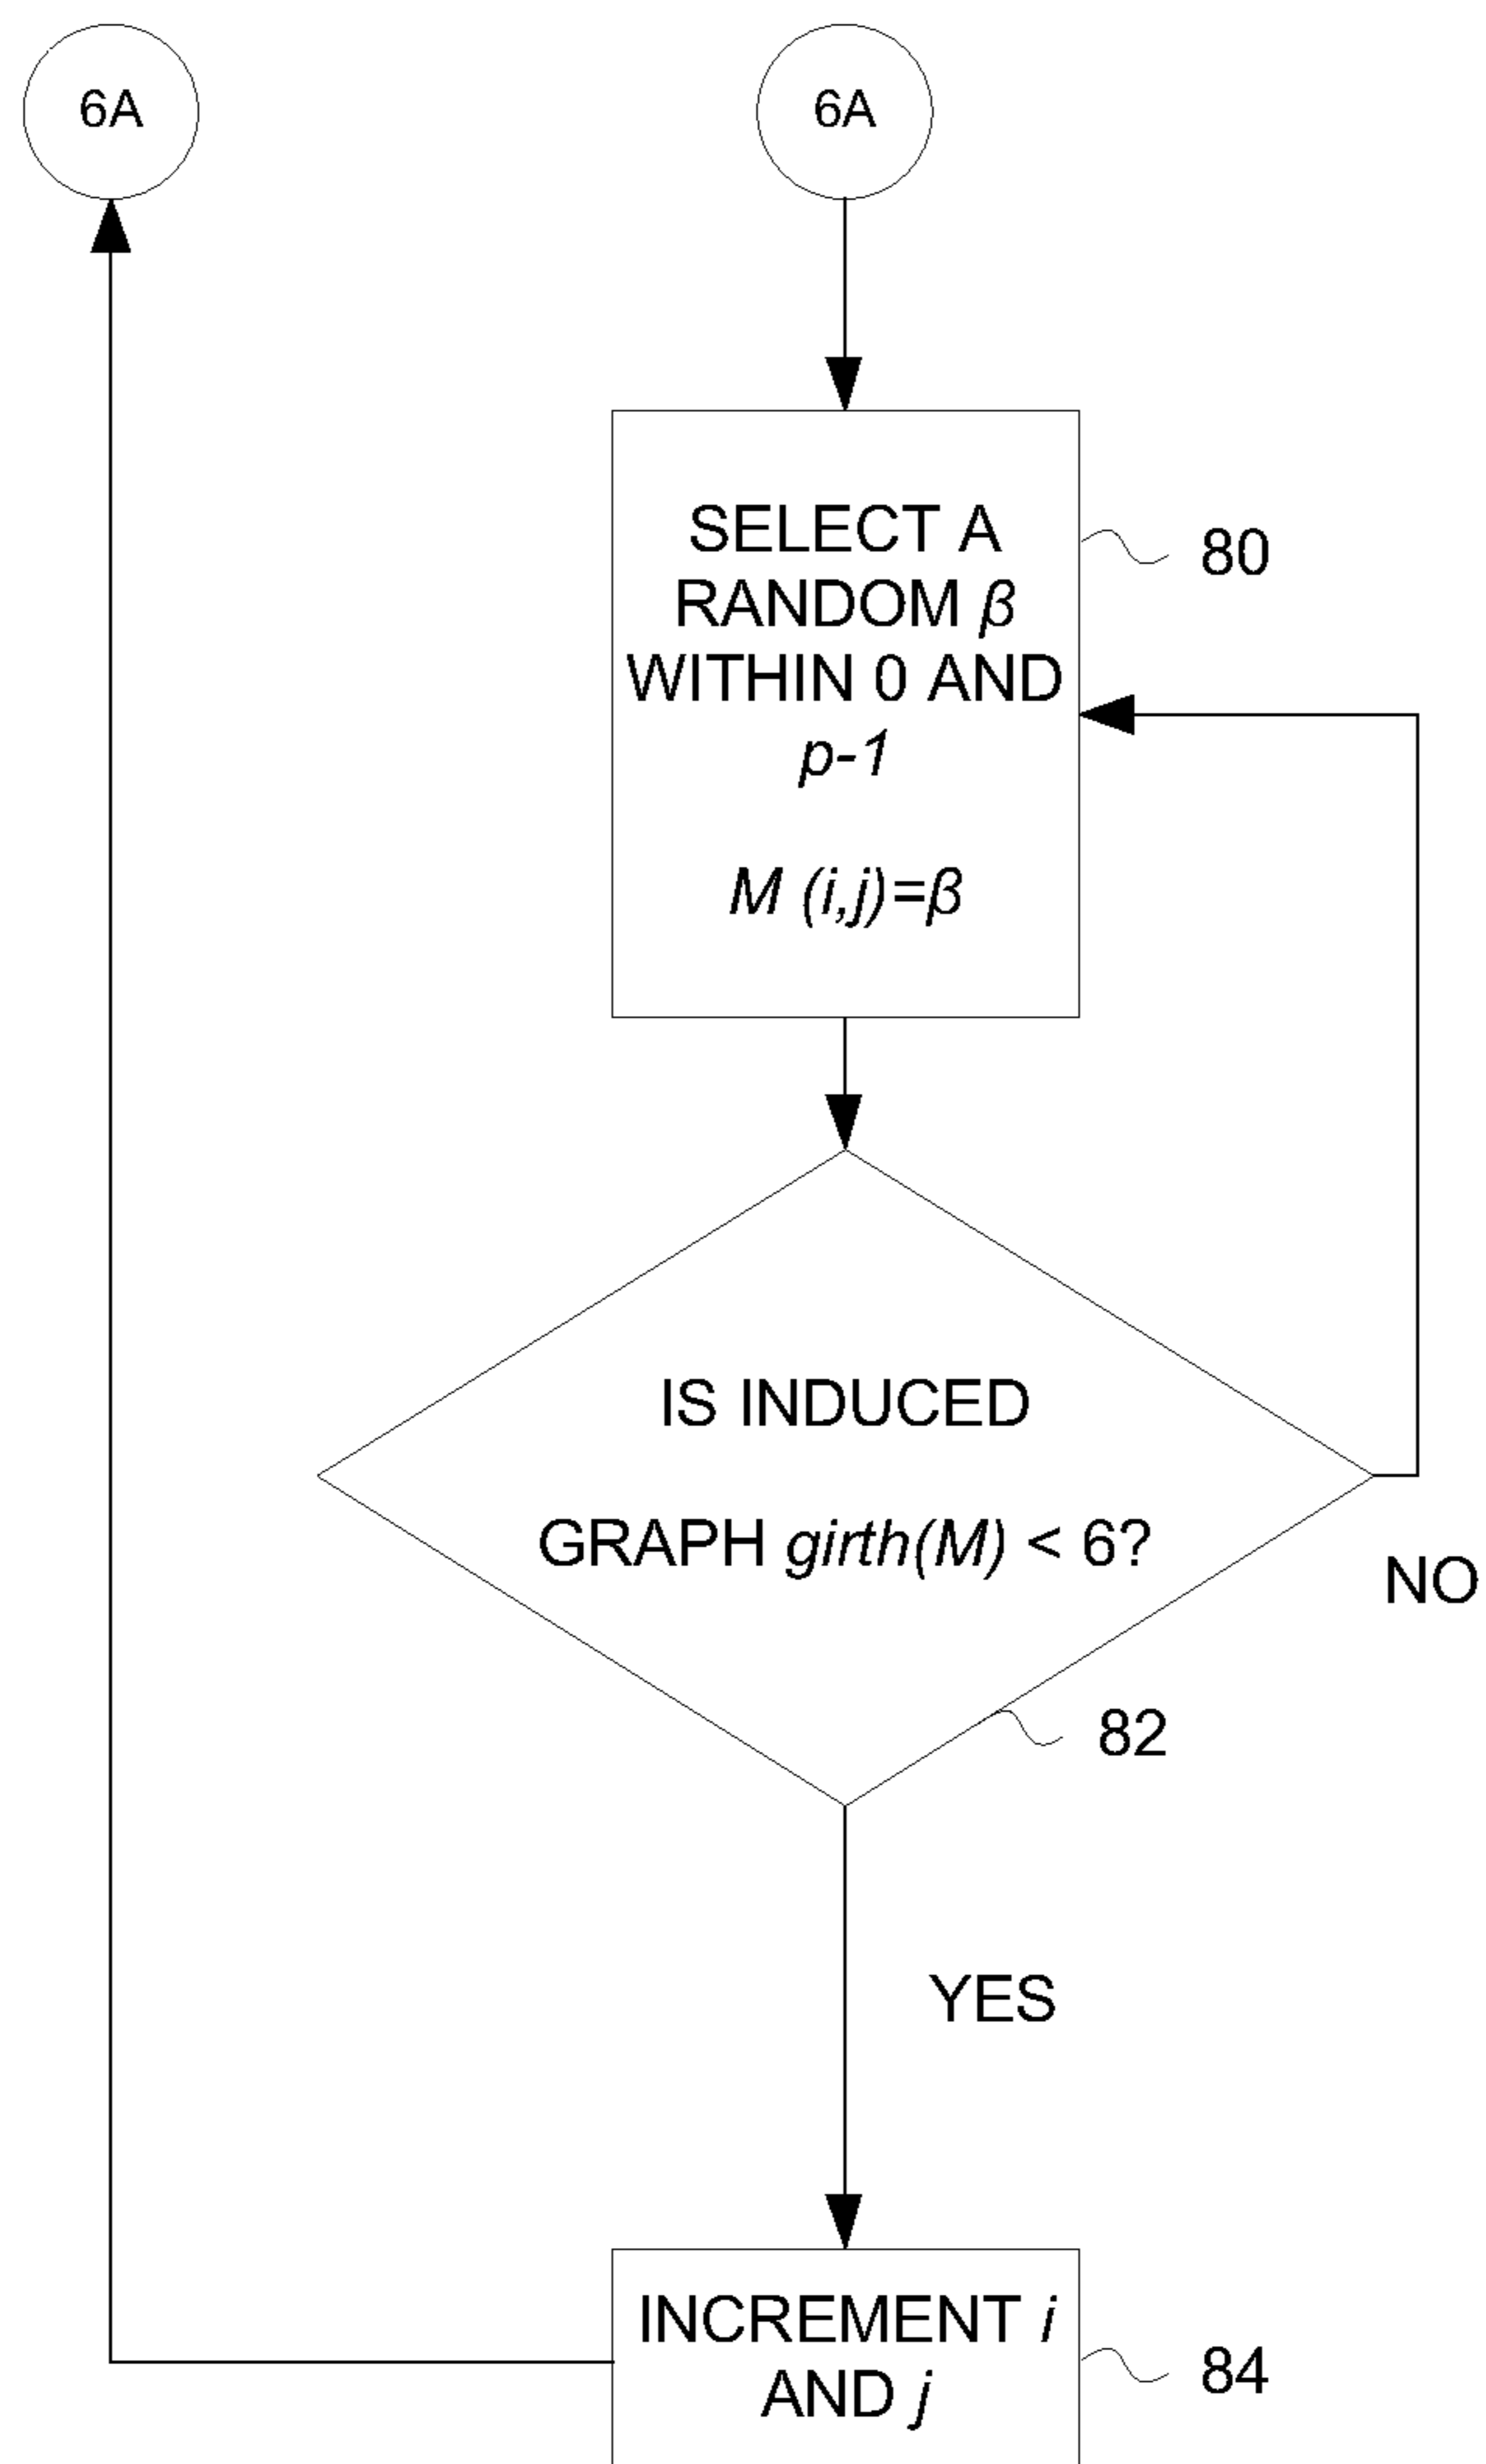 6A
6A
SELECT A
RANDOM β
WITHIN 0 AND
p-1
M (i,j)=β
80
IS INDUCED
GRAPH girth(M) < 6?
NO
82
YES
INCREMENT i
AND j
84